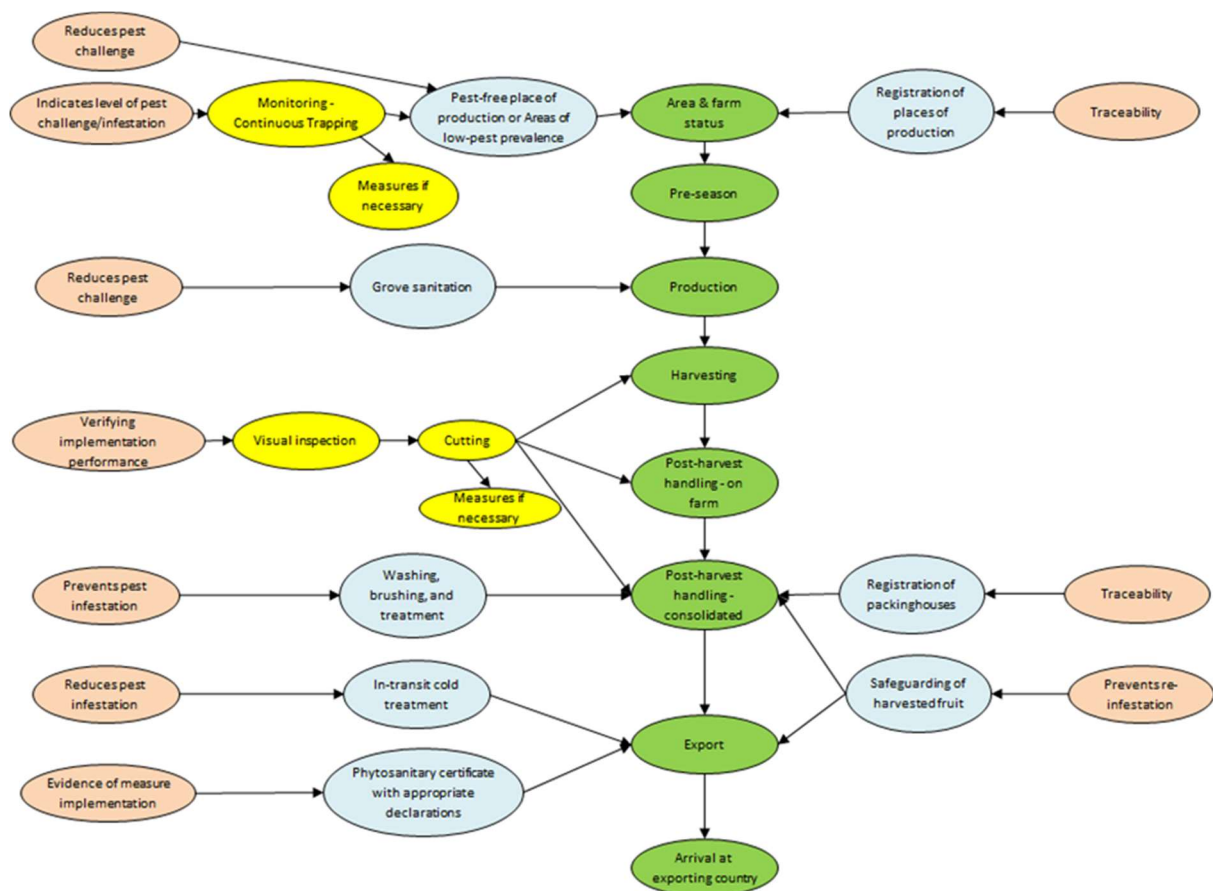 Reduces pest
challenge
Indicates level of pest
challenge/infestation
Monitoring -
Continuous Trapping
Pest-free place of
production or Areas of
low-pest prevalence
Area & farm
status
Registration of
places of
production
Traceability
Measures if
necessary
Pre-season
Reduces pest
challenge
Grove sanitation
Production
Harvesting
Verifying
implementation
performance
Visual inspection
Cutting
Post-harvest
handling - on
farm
Measures if
necessary
Prevents pest
infestation
Washing,
brushing, and
treatment
Post-harvest
handling -
consolidated
Registration of
packinghouses
Traceability
Reduces pest
infestation
In-transit cold
treatment
Safeguarding of
harvested fruit
Prevents re-
infestation
Export
Evidence of measure
implementation
Phytosanitary certificate
with appropriate
declarations
Arrival at
exporting country